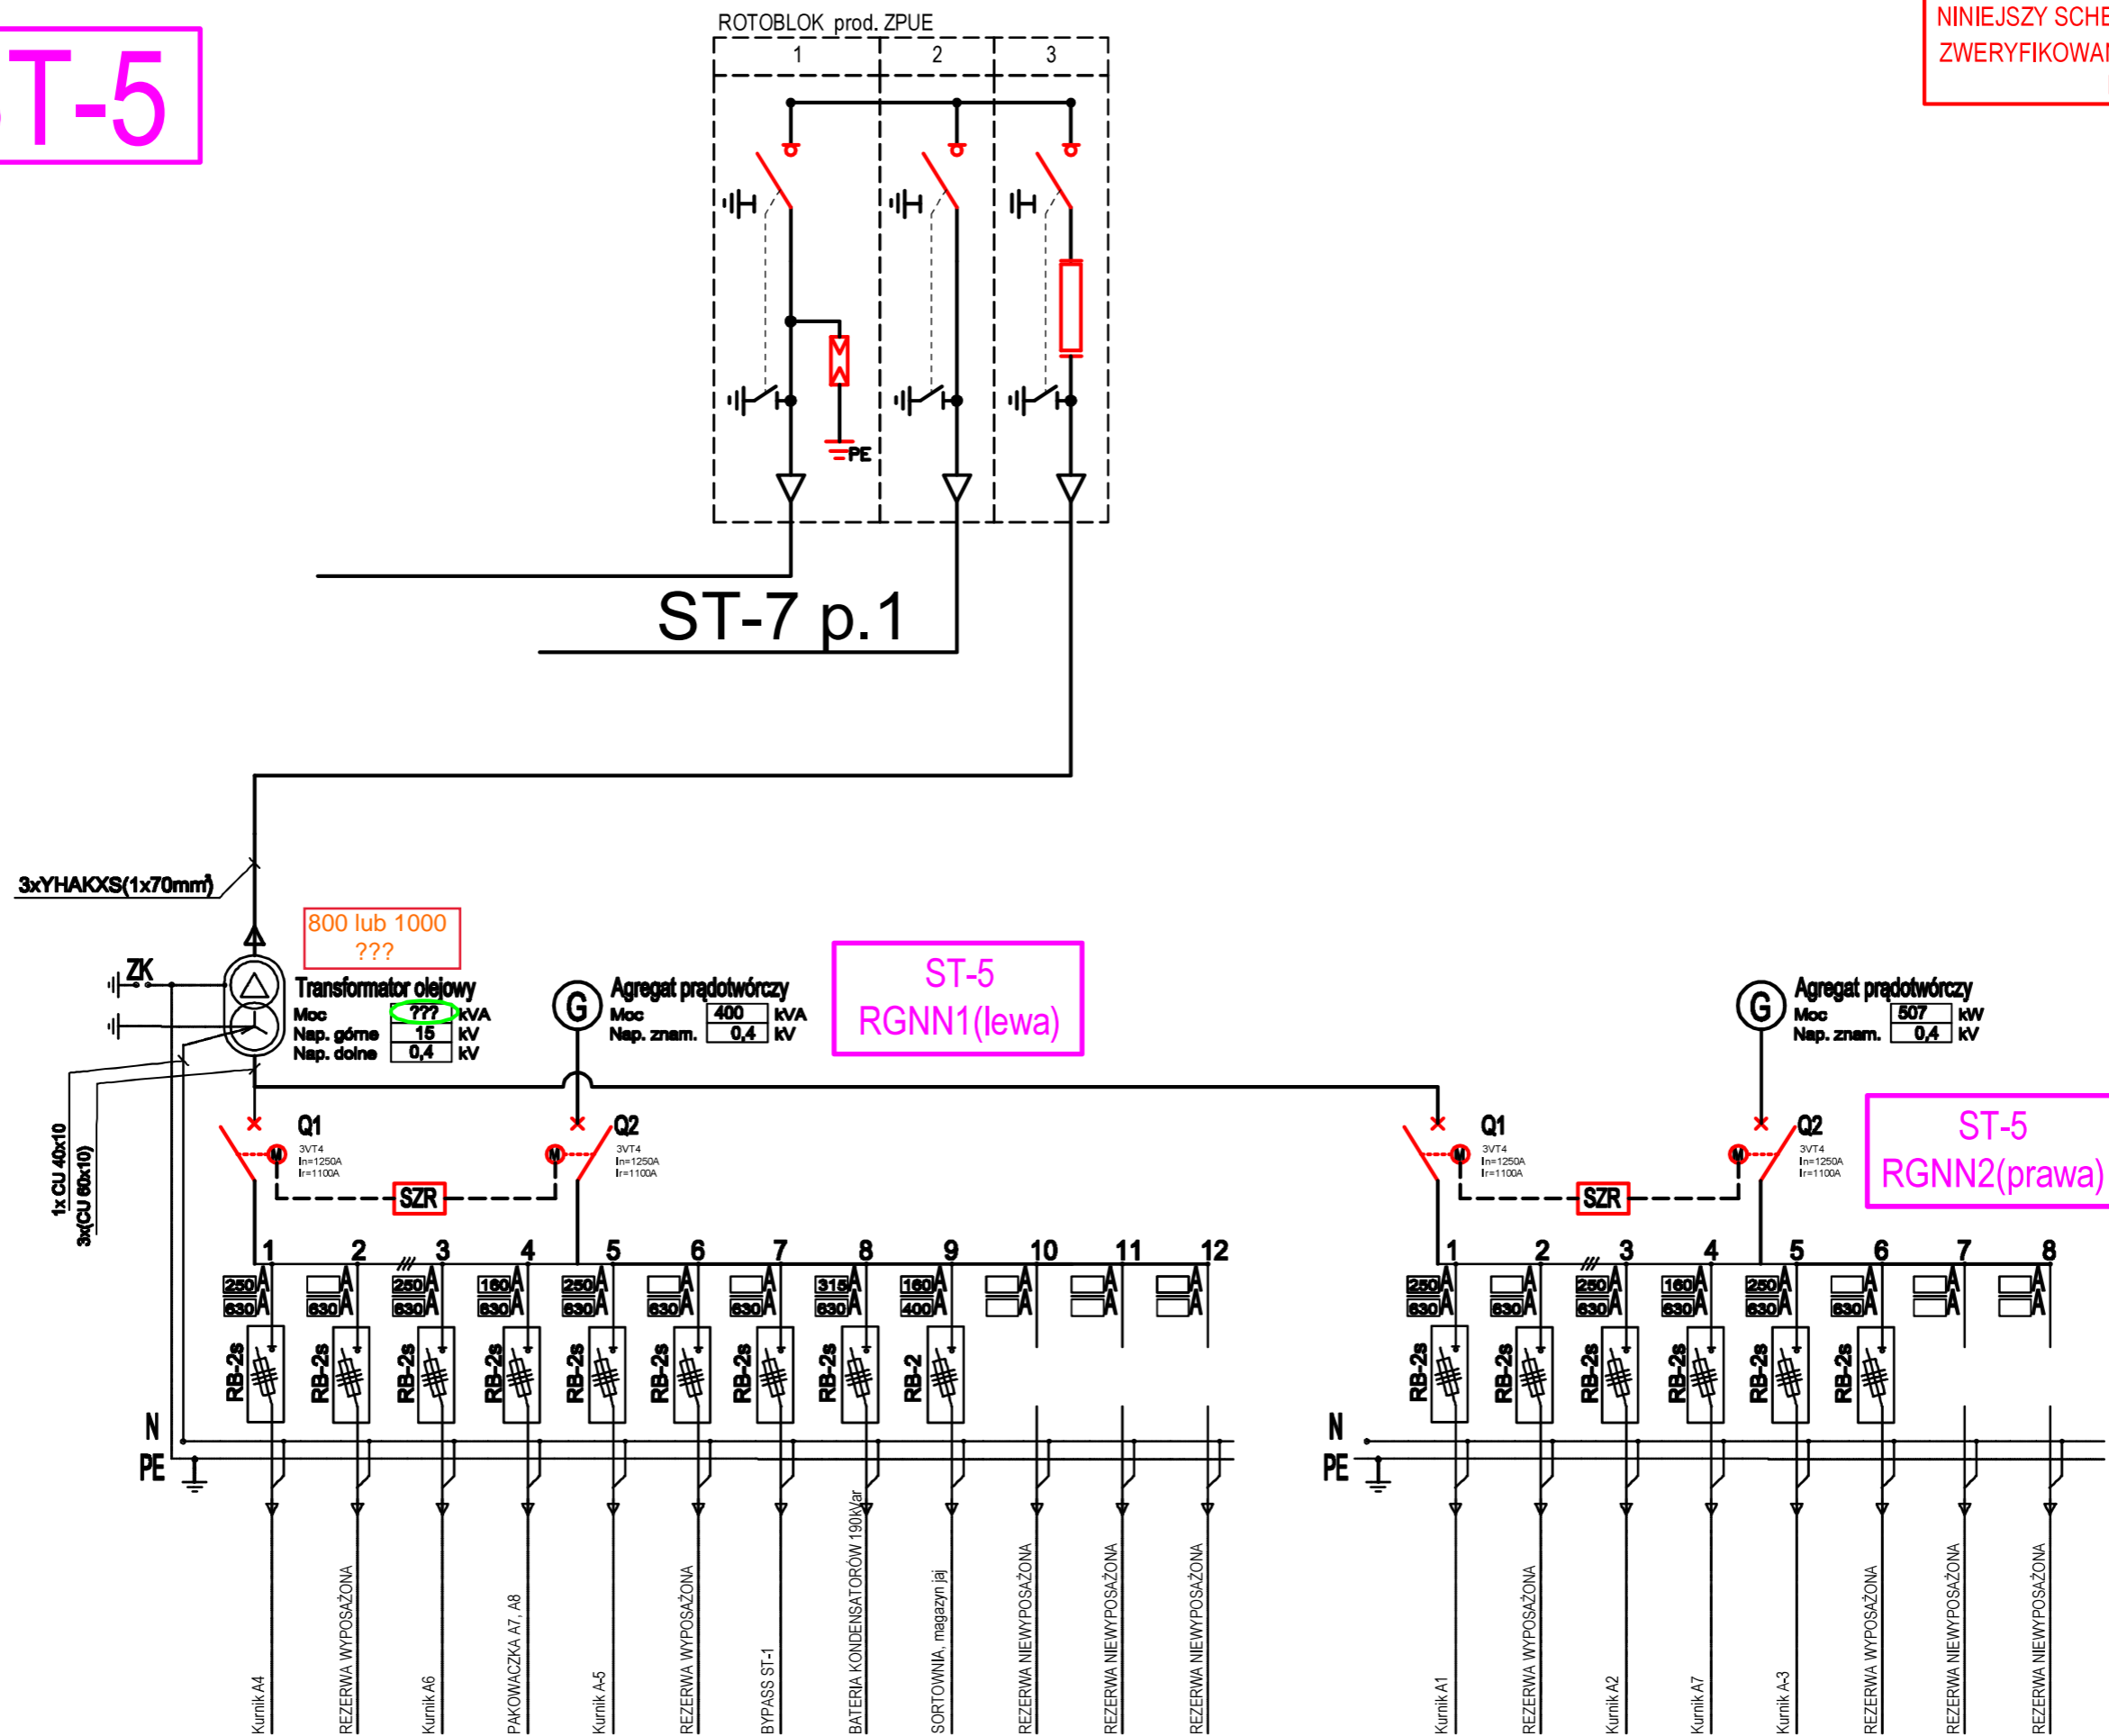 ROTOBLOK prod. ZPUE
1 2 3
T-5
NINIEJSZY SCHE
PE
ST-7 p.1
3xYHAKXS(1x70mm²)
800 lub 1000
???
ZK
Transformator olejowy
Moc ??? kVA
Nap. górne 15 kV
Nap. dolne 0,4 kV
G
Agregat prądotwórczy
Moc 400 kVA
Nap. znam. 0,4 kV
ST-5
RGNN1(lewa)
G
Agregat prądotwórczy
Moc 507 kW
Nap. znam. 0,4 kV
ST-5
RGNN2(prawa)
1x CU 40x10
3x(CU 60x10)
Q1
3VT4
In=1250A
Ir=1100A
M
SZR
M
Q2
3VT4
In=1250A
Ir=1100A
Q1
3VT4
In=1250A
Ir=1100A
M
SZR
M
Q2
3VT4
In=1250A
Ir=1100A
1 2 3 4 5 6 7 8 9 10 11 12
250 A A 250 A 160 A 250 A A A 315 A 160 A A A A
630 A 630 A 630 A 630 A 630 A 630 A 630 A 630 A 400 A A A A
RB-2s RB-2s RB-2s RB-2s RB-2s RB-2s RB-2s RB-2s RB-2
N
PE
Kurnik A4
REZERWA WYPOSAŻONA
Kurnik A6
PAKOWACZKA A7, A8
Kurnik A-5
REZERWA WYPOSAŻONA
BYPASS ST-1
BATERIA KONDENSATORÓW 190kVar
SORTOWNIA, magazyn jaj
REZERWA NIEWYPOSAŻONA
REZERWA NIEWYPOSAŻONA
REZERWA NIEWYPOSAŻONA
1 2 3 4 5 6 7 8
250 A A 250 A 160 A 250 A A A A
630 A 630 A 630 A 630 A 630 A 630 A A A
RB-2s RB-2s RB-2s RB-2s RB-2s RB-2s
N
PE
Kurnik A1
REZERWA WYPOSAŻONA
Kurnik A2
Kurnik A7
Kurnik A-3
REZERWA WYPOSAŻONA
REZERWA NIEWYPOSAŻONA
REZERWA NIEWYPOSAŻONA